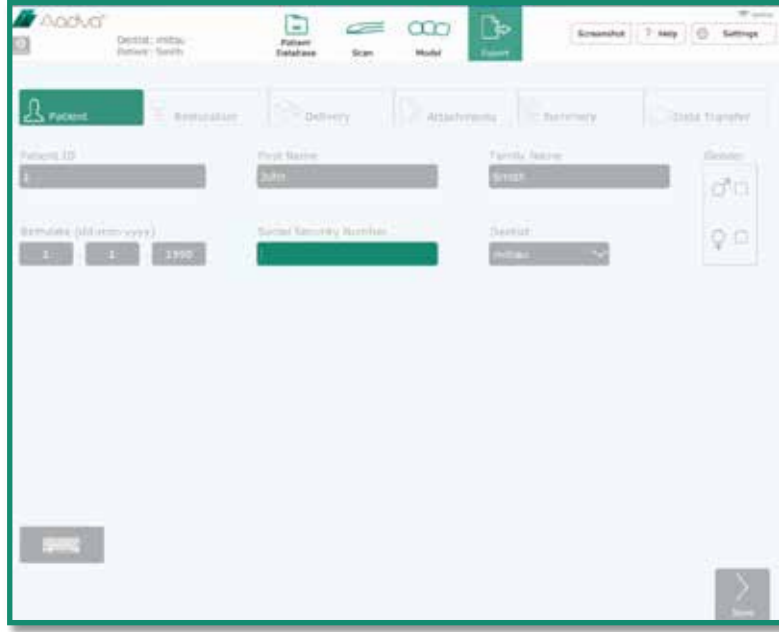 Aadva
Dentist: mitau
Patient: Smith
Patient Database
Scan
Model
Export
Screenshot
? Help
Settings
Patient
Restoration
Delivery
Attachments
Summary
Data Transfer
Patient ID
First Name
Family Name
Gender
1
John
Smith
Birthdate (dd-mm-yyyy)
Social Security Number
Dentist
1
1
1990
mitau